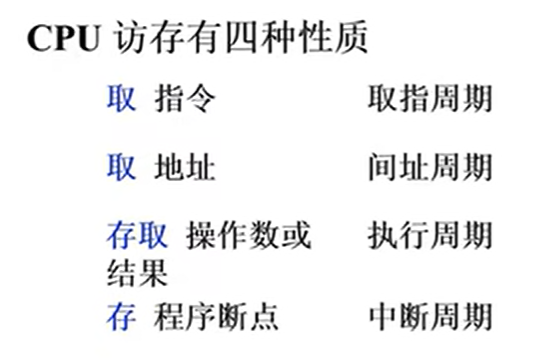 CPU 访存有四种性质
取 指令 取指周期
取 地址 间址周期
存取 操作数或 执行周期
结果
存 程序断点 中断周期